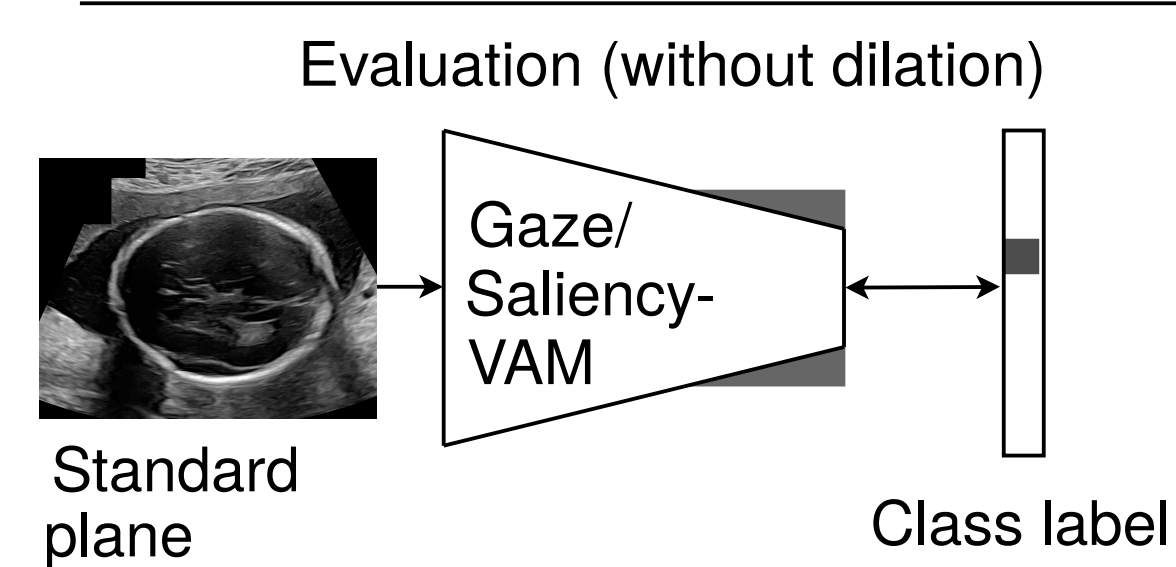 Evaluation (without dilation)
Gaze/
Saliency-
VAM
Standard
plane
Class label